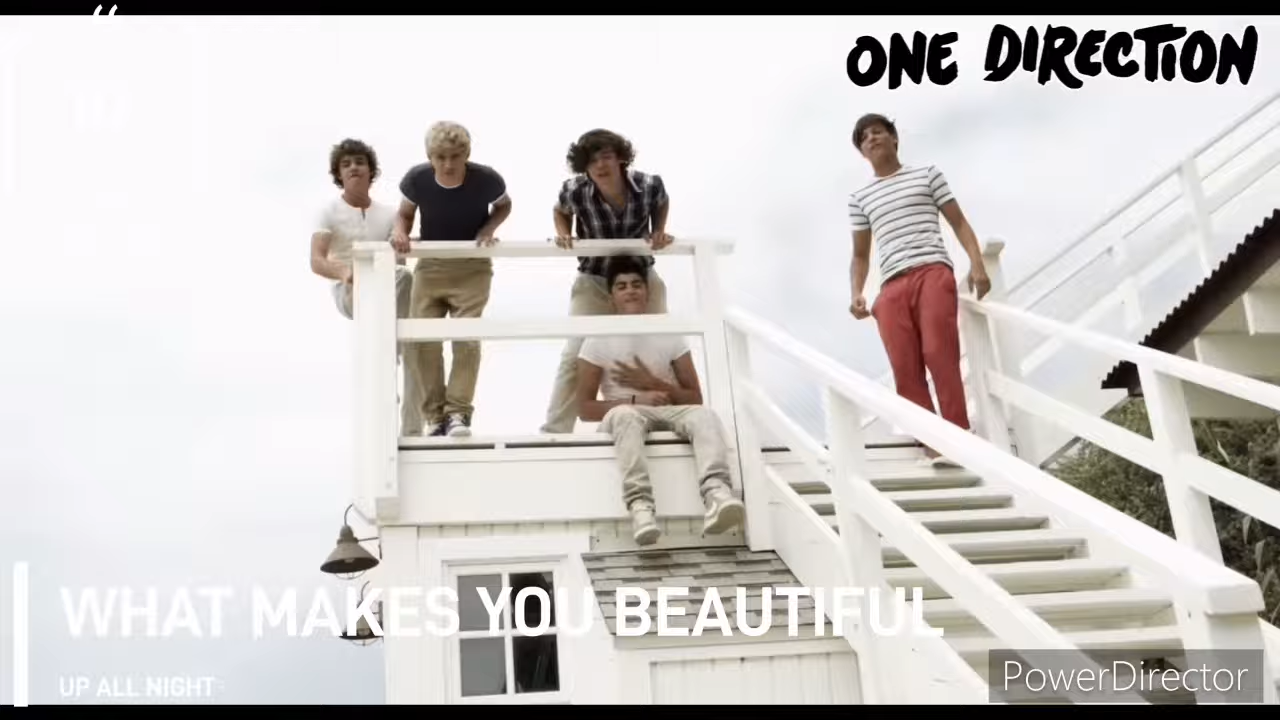 “
ONE DIRECTION
WHAT MAKES YOU BEAUTIFUL
UP ALL NIGHT
PowerDirector